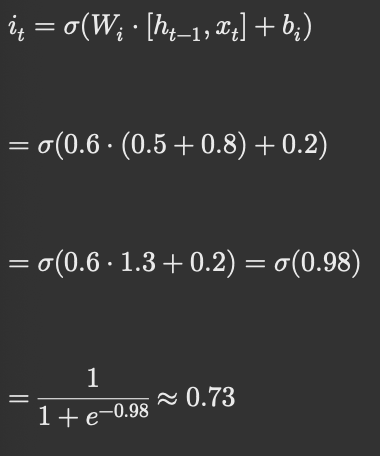 i_t = σ(W_i · [h_{t−1}, x_t] + b_i)
= σ(0.6 · (0.5 + 0.8) + 0.2)
= σ(0.6 · 1.3 + 0.2) = σ(0.98)
= \frac{1}{1 + e^{−0.98}} ≈ 0.73